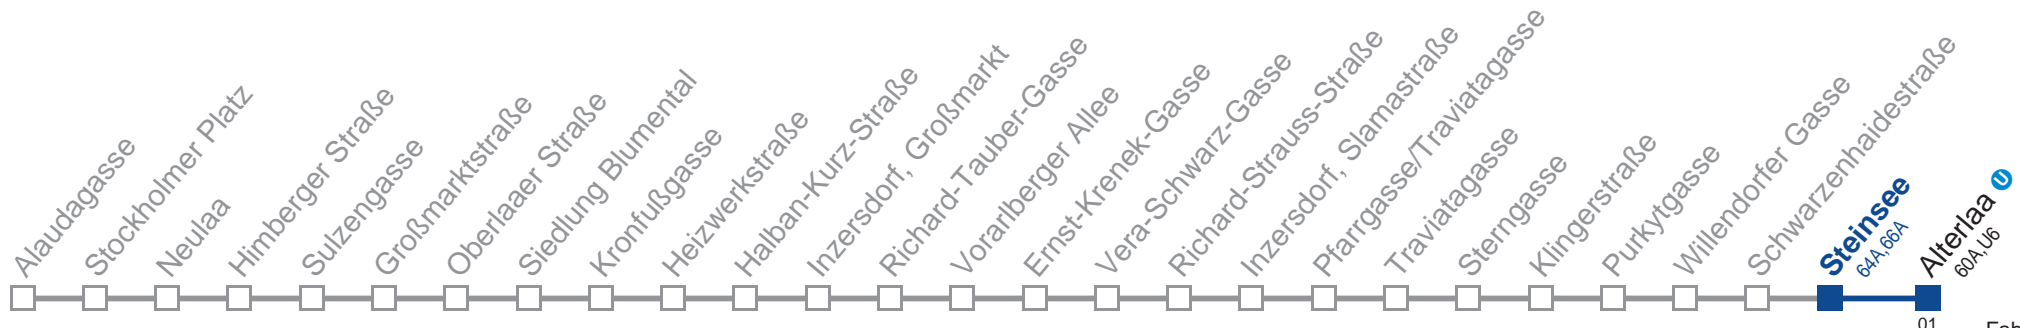 Alaudagasse
Stockholmer Platz
Neulaa
Himberger Straße
Sulzengasse
Großmarktstraße
Oberlaaer Straße
Siedlung Blumental
Kronfußgasse
Heizwerkstraße
Halban-Kurz-Straße
Inzersdorf, Großmarkt
Richard-Tauber-Gasse
Vorarlberger Allee
Ernst-Krenek-Gasse
Vera-Schwarz-Gasse
Richard-Strauss-Straße
Inzersdorf, Slamastraße
Pfarrgasse/Traviatagasse
Traviatagasse
Sterngasse
Klingerstraße
Purkytgasse
Willendorfer Gasse
Schwarzenhaidestraße
Steinsee
64A,66A
Alterlaa U
60A,U6
01